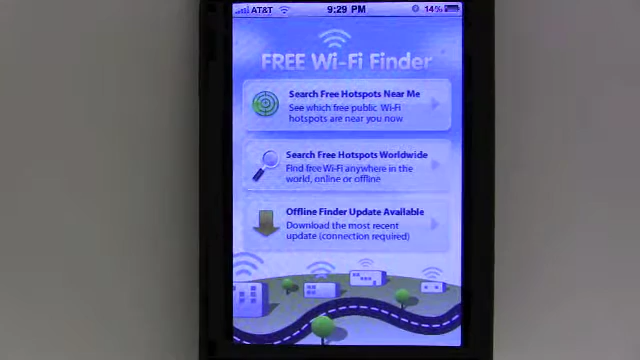 AT&T 9:29 PM 14%
FREE Wi-Fi Finder
Search Free Hotspots Near Me
See which free public Wi-Fi
hotspots are near you now
Search Free Hotspots Worldwide
Find free Wi-Fi anywhere in the
world, online or offline
Offline Finder Update Available
Download the most recent
update (connection required)